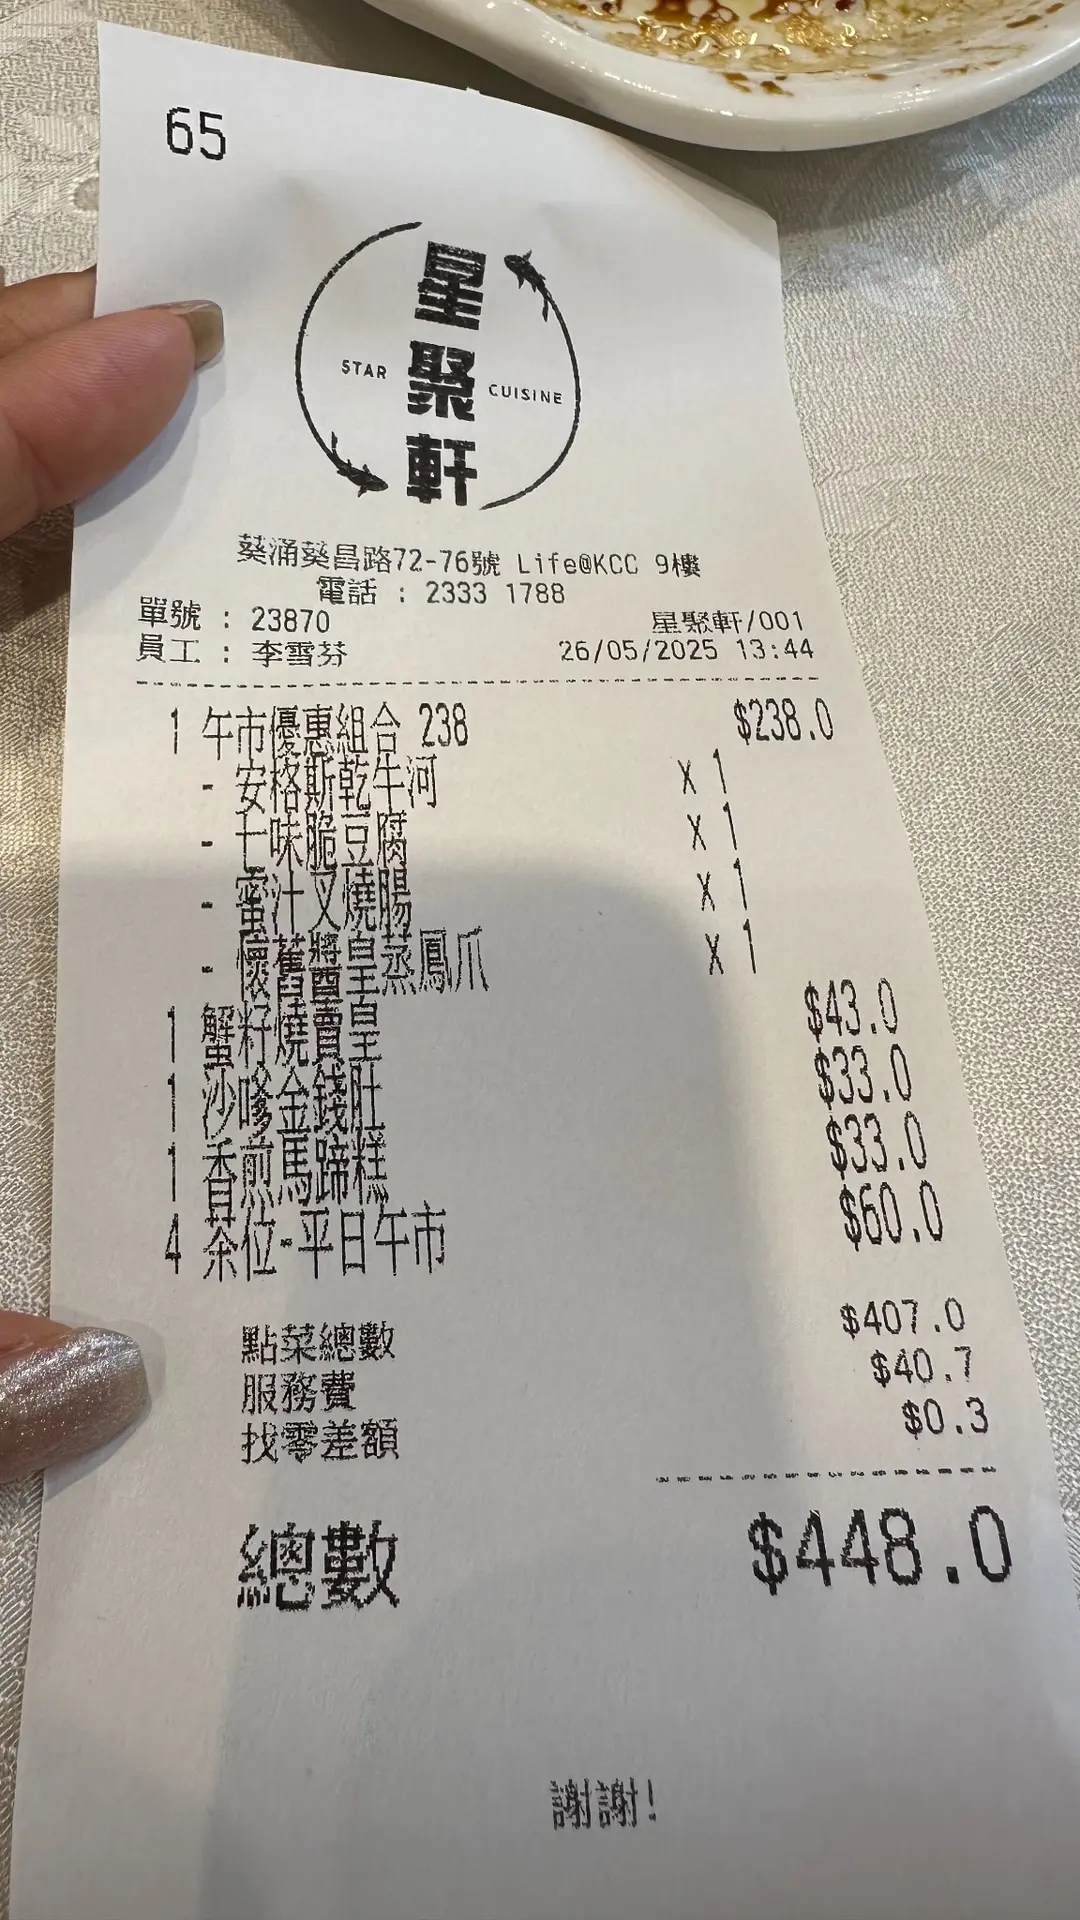 65
星聚軒
STAR CUISINE
葵涌葵昌路72-76號 Life@KCC 9樓
電話 : 2333 1788
單號 : 23870 星聚軒/001
員工 : 李雪芬 26/05/2025 13:44
1 午市優惠組合 238 $238.0
- 安格斯乾牛河 X 1
- 七味脆豆腐 X 1
- 蜜汁叉燒腸 X 1
- 懷舊醬皇蒸鳳爪 X 1
1 蟹籽燒賣皇 $43.0
1 沙嗲金錢肚 $33.0
1 香煎馬蹄糕 $33.0
4 茶位-平日午市 $60.0
點菜總數 $407.0
服務費 $40.7
找零差額 $0.3
總數 $448.0
謝謝!